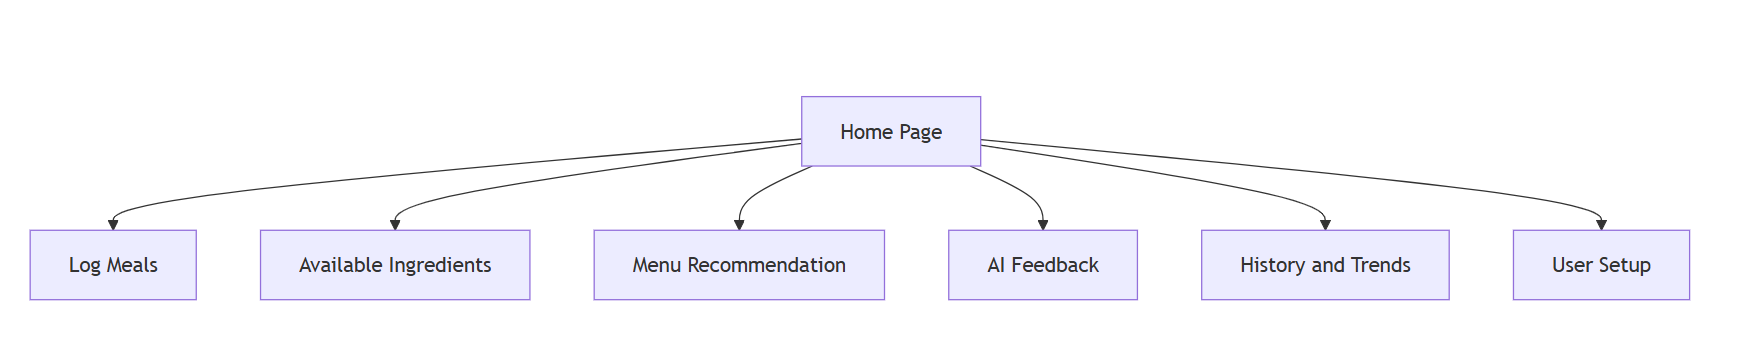 Home Page
Log Meals
Available Ingredients
Menu Recommendation
AI Feedback
History and Trends
User Setup